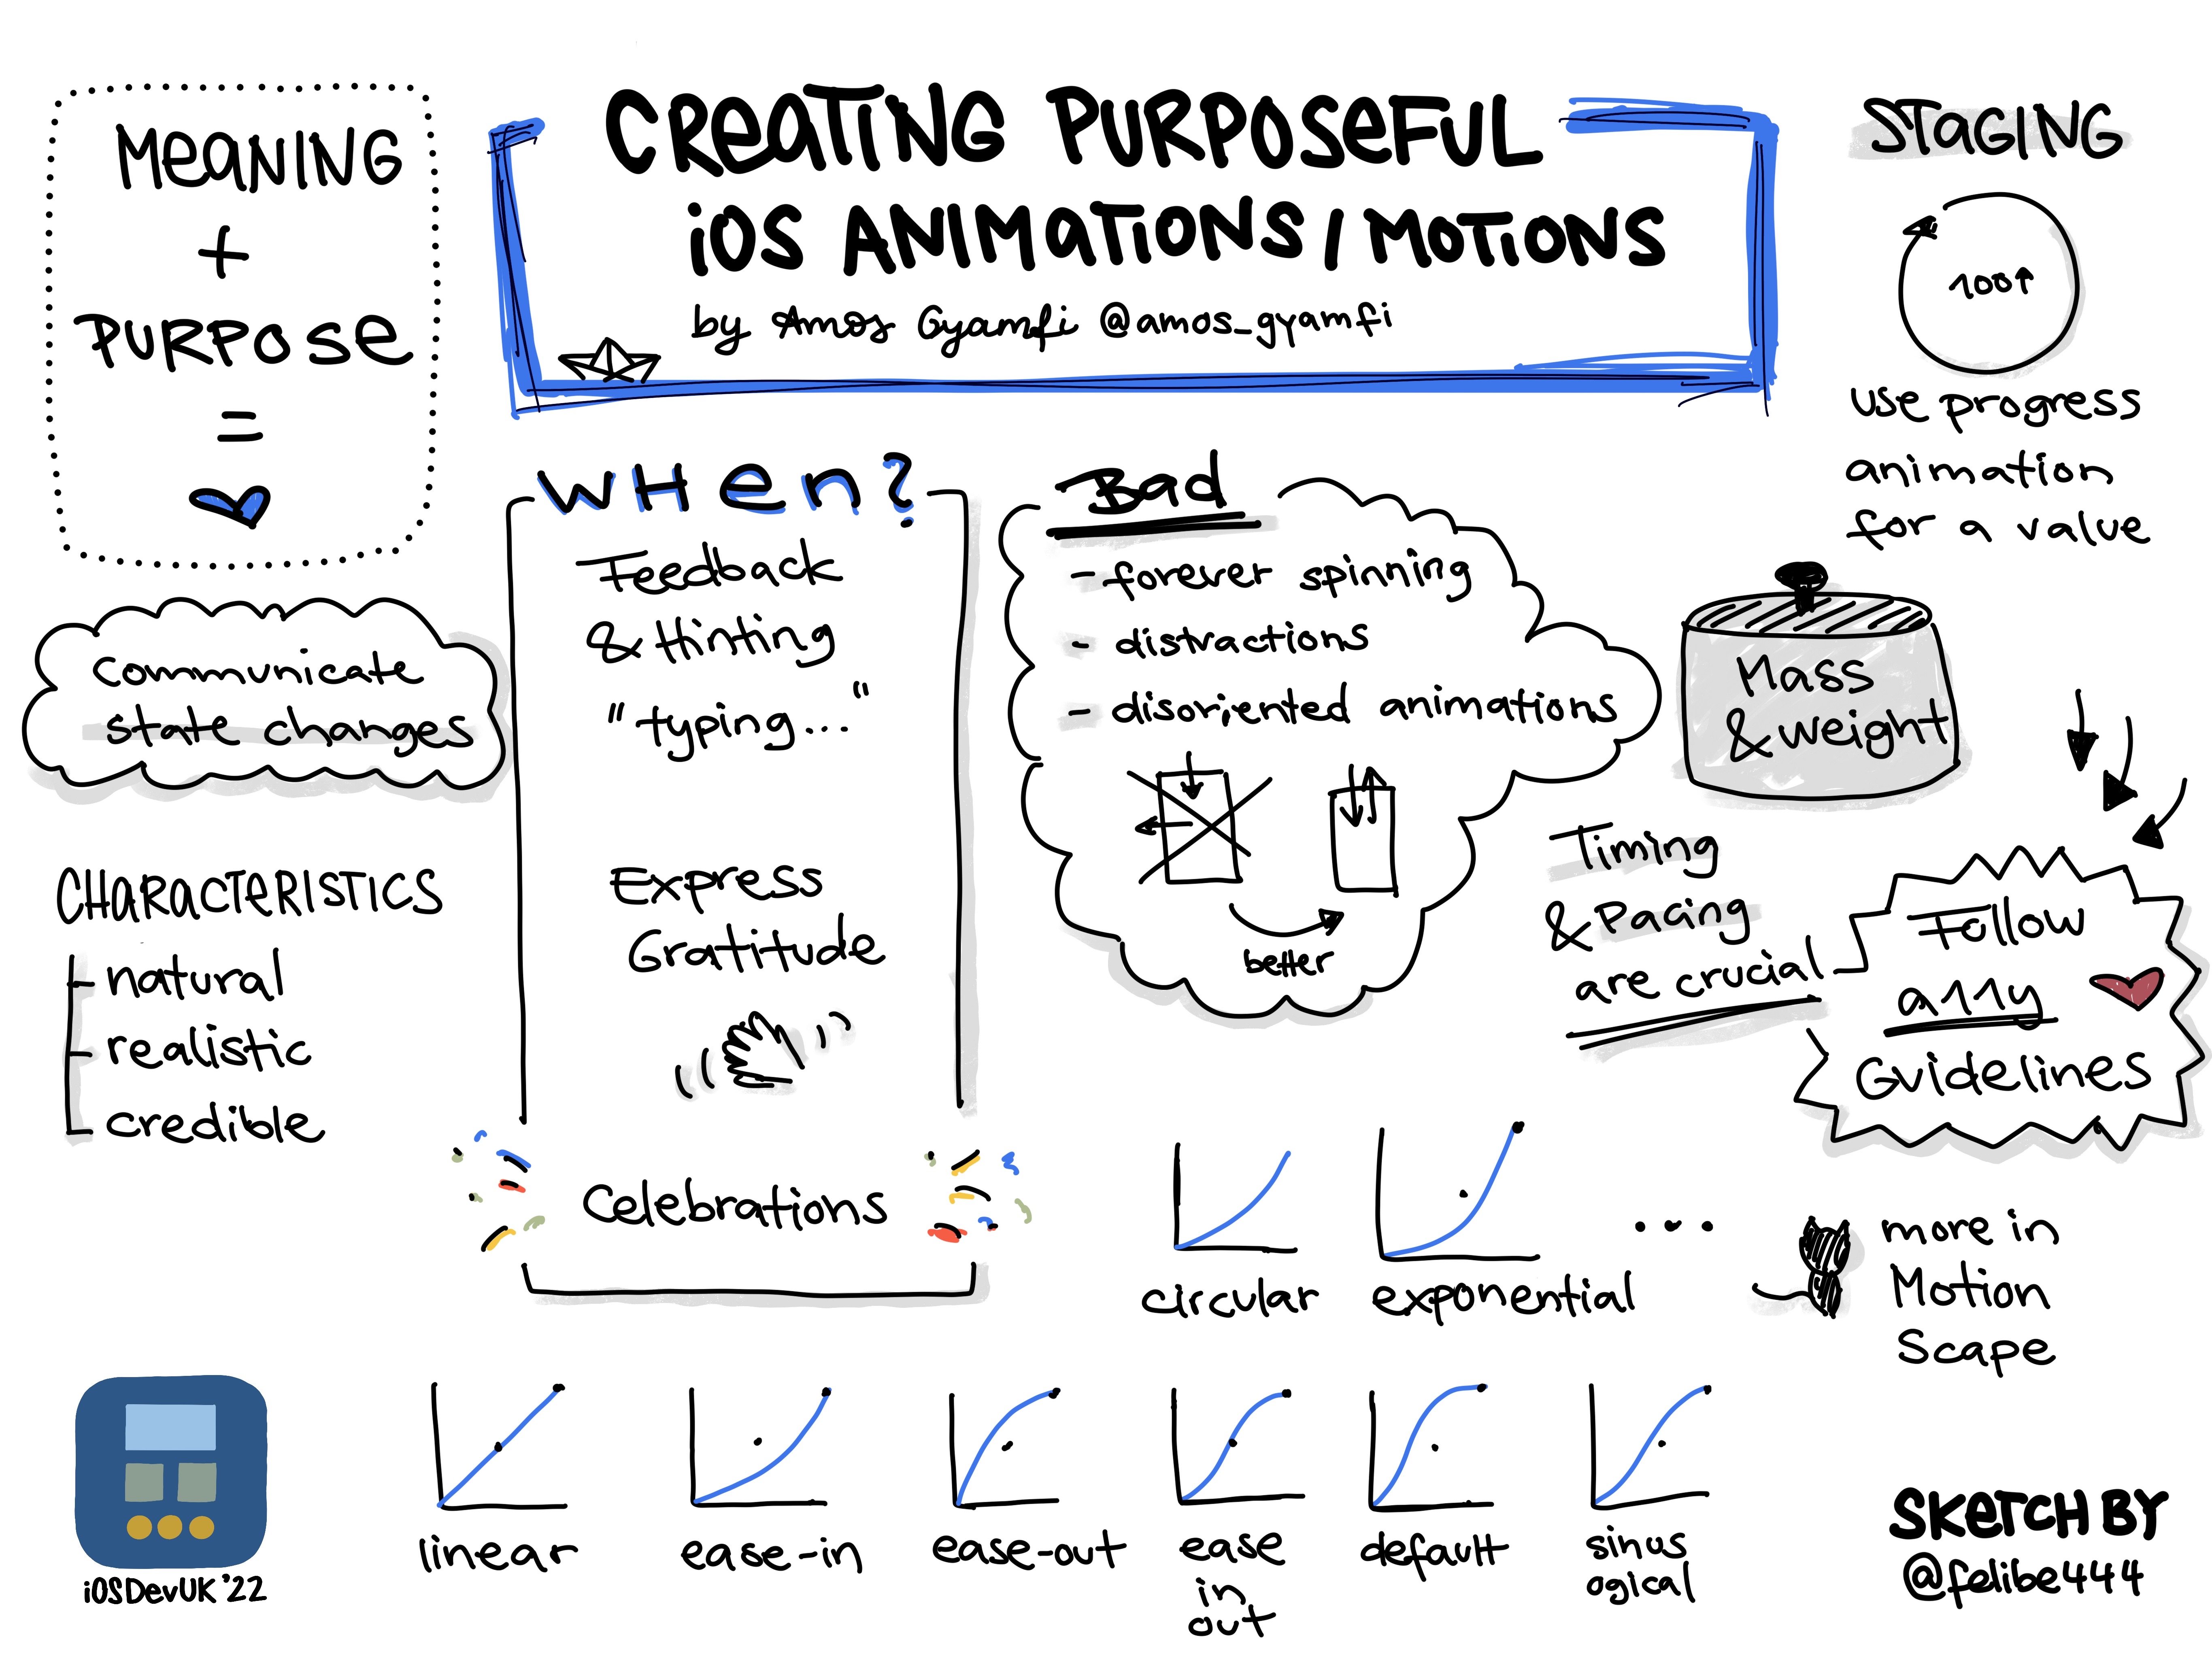 MEANING
+
PURPOSE
=
CREATING PURPOSEFUL
iOS ANIMATIONS / MOTIONS
by Amos Gyamfi @amos_gyamfi
STAGING
100↑
use progress
animation
for a value
communicate
state changes
CHARACTERISTICS
- natural
- realistic
- credible
WHen?
Feedback
& Hinting
"typing..."
Express
Gratitude
Celebrations
Bad
- forever spinning
- distractions
- disoriented animations
better
Mass
& weight
Timing
& Pacing
are crucial
Follow
a11y
Guidelines
circular
exponential
...
more in
Motion
Scape
linear
ease-in
ease-out
ease
in
out
default
sinus
ogical
iOSDevUK'22
SKETCH BY
@felibe444